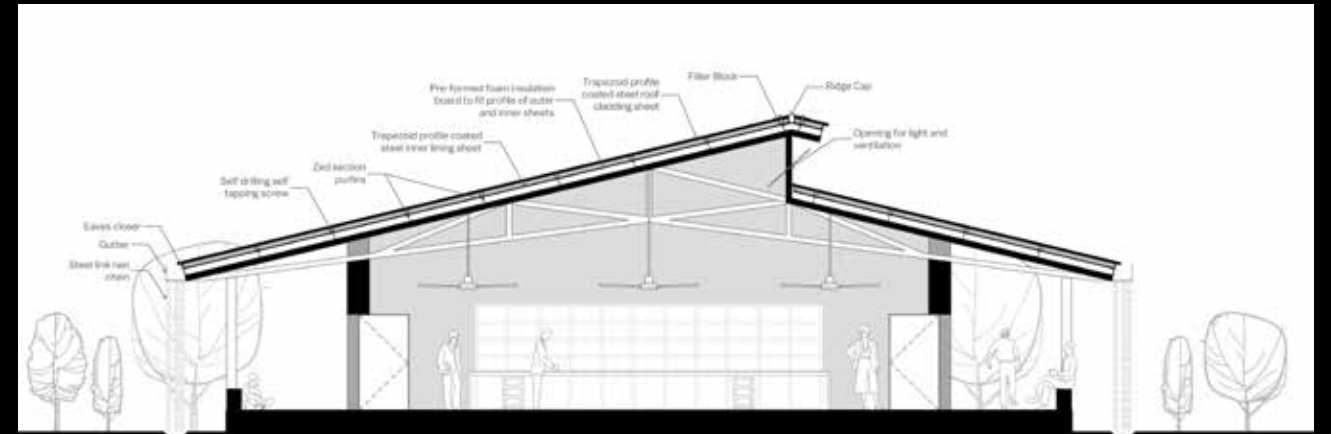 Filler Block
Ridge Cap
Trapezoid profile
coated steel roof
cladding sheet
Pre-formed foam insulation
board to fit profile of outer
and inner sheets
Opening for light and
ventilation
Trapezoid profile coated
steel inner lining sheet
Zed section
purlins
Self drilling self
tapping screw
Eaves closer
Gutter
Steel link rain
chain